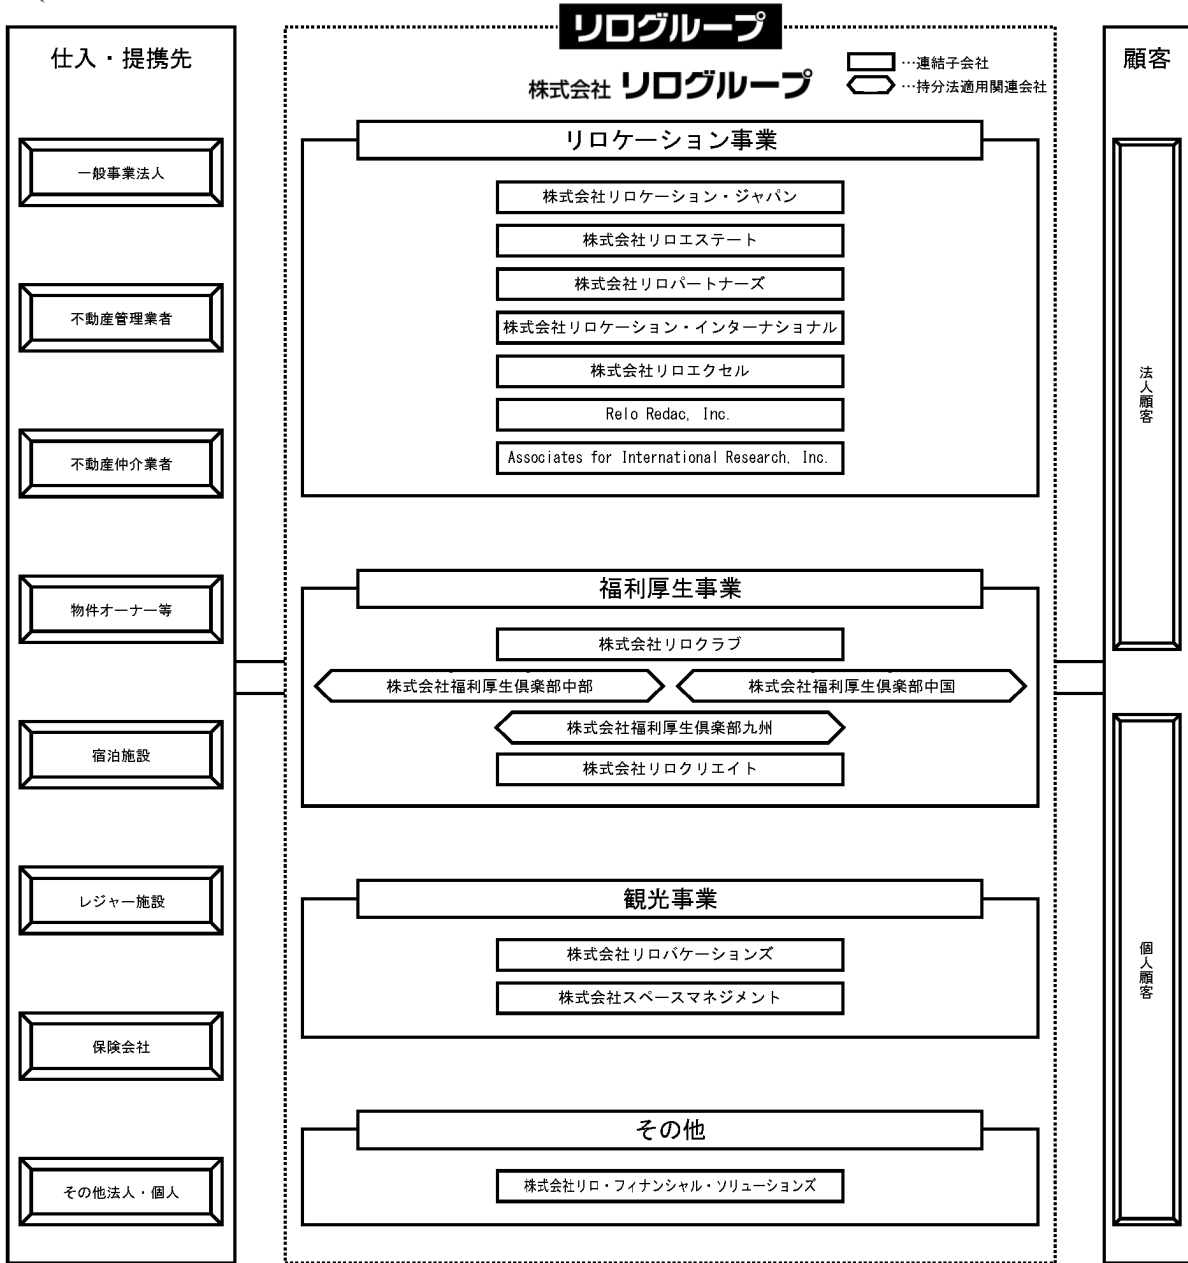 リログループ
株式会社 リログループ
…連結子会社
…持分法適用関連会社
仕入・提携先
一般事業法人
不動産管理業者
不動産仲介業者
物件オーナー等
宿泊施設
レジャー施設
保険会社
その他法人・個人
リロケーション事業
株式会社リロケーション・ジャパン
株式会社リロエステート
株式会社リロパートナーズ
株式会社リロケーション・インターナショナル
株式会社リロエクセル
Relo Redac, Inc.
Associates for International Research, Inc.
福利厚生事業
株式会社リロクラブ
株式会社福利厚生倶楽部中部
株式会社福利厚生倶楽部中国
株式会社福利厚生倶楽部九州
株式会社リロクリエイト
観光事業
株式会社リロバケーションズ
株式会社スペースマネジメント
その他
株式会社リロ・フィナンシャル・ソリューションズ
顧客
法人顧客
個人顧客